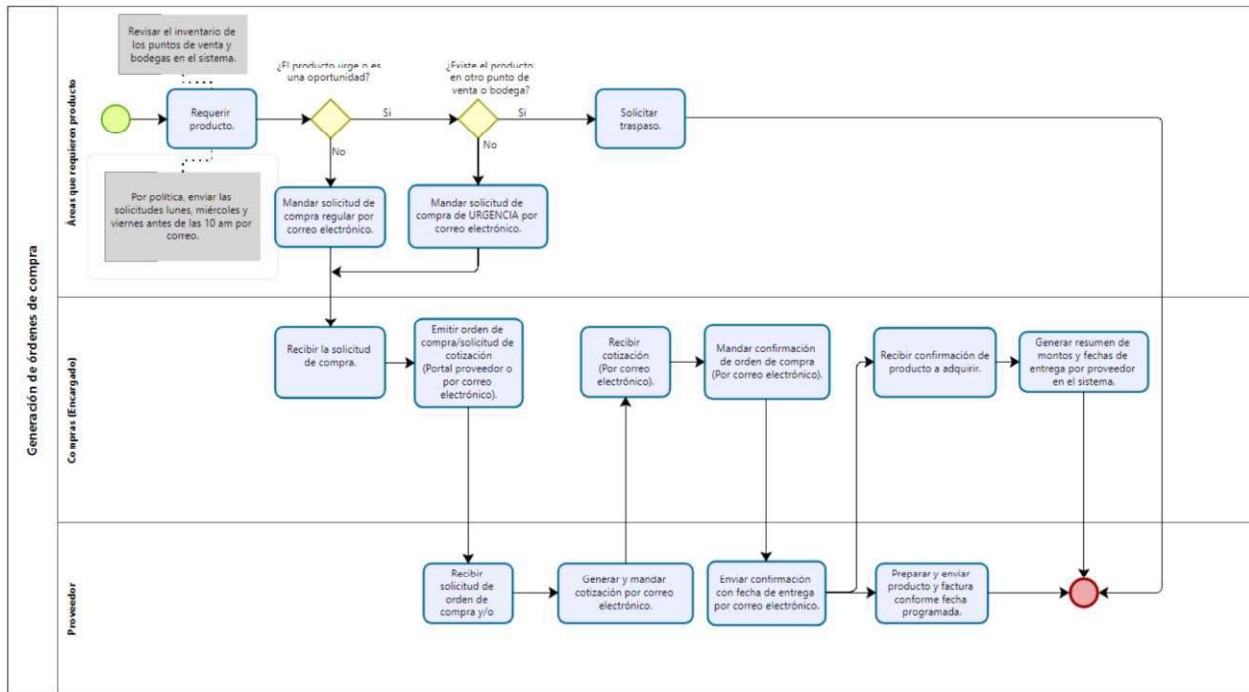 Generación de órdenes de compra
Áreas que requieren producto
Revisar el inventario de
los puntos de venta y
bodegas en el sistema.
Requerir
producto.
Por política, enviar las
solicitudes lunes, miércoles y
viernes antes de las 10 am por
correo.
¿El producto urge o es
una oportunidad?
Si
No
¿Existe el producto
en otro punto de
venta o bodega?
Si
No
Solicitar
traspaso.
Mandar solicitud de
compra regular por
correo electrónico.
Mandar solicitud de
compra de URGENCIA por
correo electrónico.
Compras (Encargado)
Recibir la solicitud
de compra.
Emitir orden de
compra/solicitud de
cotización
(Portal proveedor o
por correo
electrónico).
Recibir
cotización
(Por correo
electrónico).
Mandar confirmación
de orden de compra
(Por correo
electrónico).
Recibir confirmación de
producto a adquirir.
Generar resumen de
montos y fechas de
entrega por proveedor
en el sistema.
Proveedor
Recibir
solicitud de
orden de
compra y/o
Generar y mandar
cotización por correo
electrónico.
Enviar confirmación
con fecha de entrega
por correo electrónico.
Preparar y enviar
producto y factura
conforme fecha
programada.